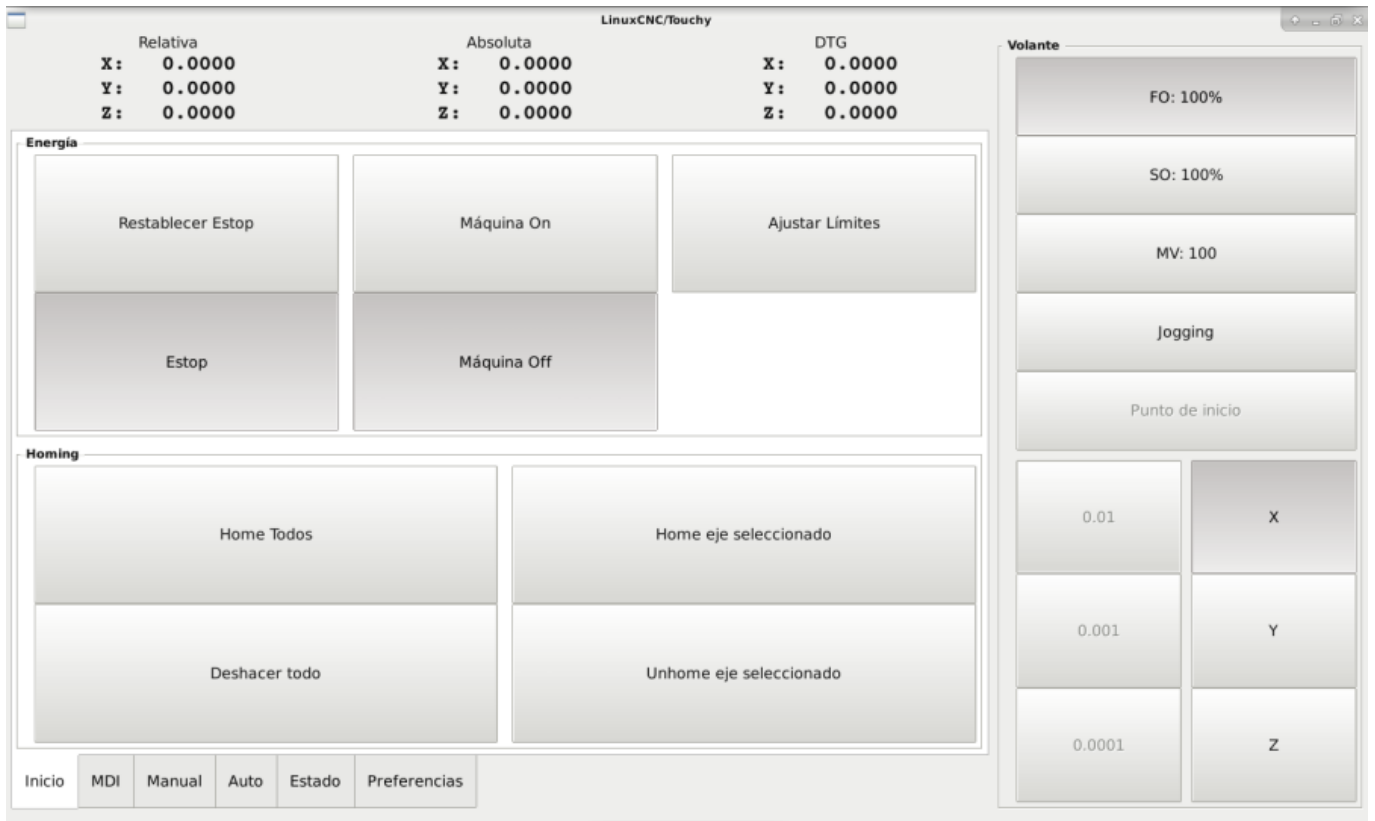 LinuxCNC/Touchy
Relativa Absoluta DTG
X: 0.0000 X: 0.0000 X: 0.0000
Y: 0.0000 Y: 0.0000 Y: 0.0000
Z: 0.0000 Z: 0.0000 Z: 0.0000
Energía
Restablecer Estop Máquina On Ajustar Límites
Estop Máquina Off
Homing
Home Todos Home eje seleccionado
Deshacer todo Unhome eje seleccionado
Inicio MDI Manual Auto Estado Preferencias
Volante
FO: 100%
SO: 100%
MV: 100
Jogging
Punto de inicio
0.01 X
0.001 Y
0.0001 Z